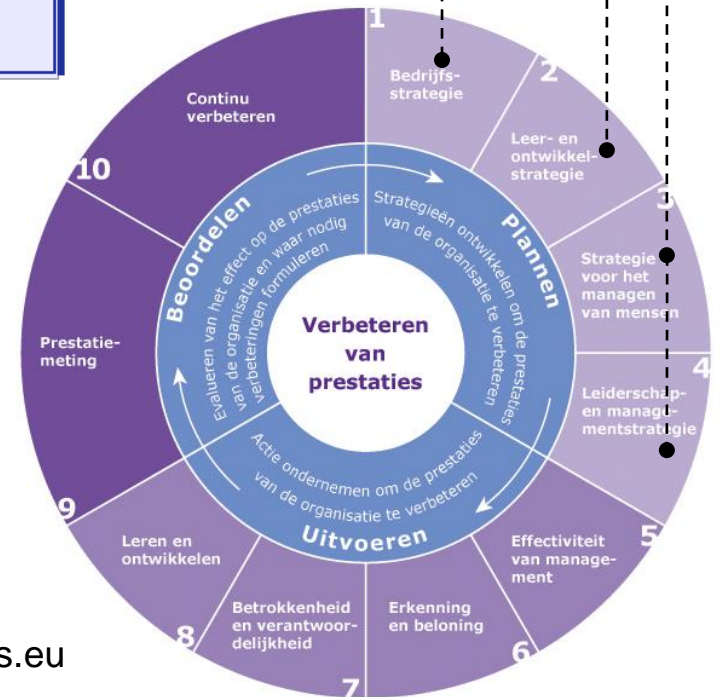 1
Bedrijfs-
strategie
2
Leer- en
ontwikkel-
strategie
3
Strategie
voor het
managen
van mensen
4
Leiderschap-
en manage-
mentstrategie
5
Effectiviteit
van manage-
ment
6
Erkenning
en beloning
7
Betrokkenheid
en verantwoor-
delijkheid
8
Leren en
ontwikkelen
9
Prestatie-
meting
10
Continu
verbeteren
Plannen
Strategieën ontwikkelen om de prestaties
van de organisatie te verbeteren
Uitvoeren
Actie ondernemen om de prestaties
van de organisatie te verbeteren
Beoordelen
Evalueren van het effect op de prestaties
van de organisatie en waar nodig
verbeteringen formuleren
Verbeteren
van
prestaties
s.eu